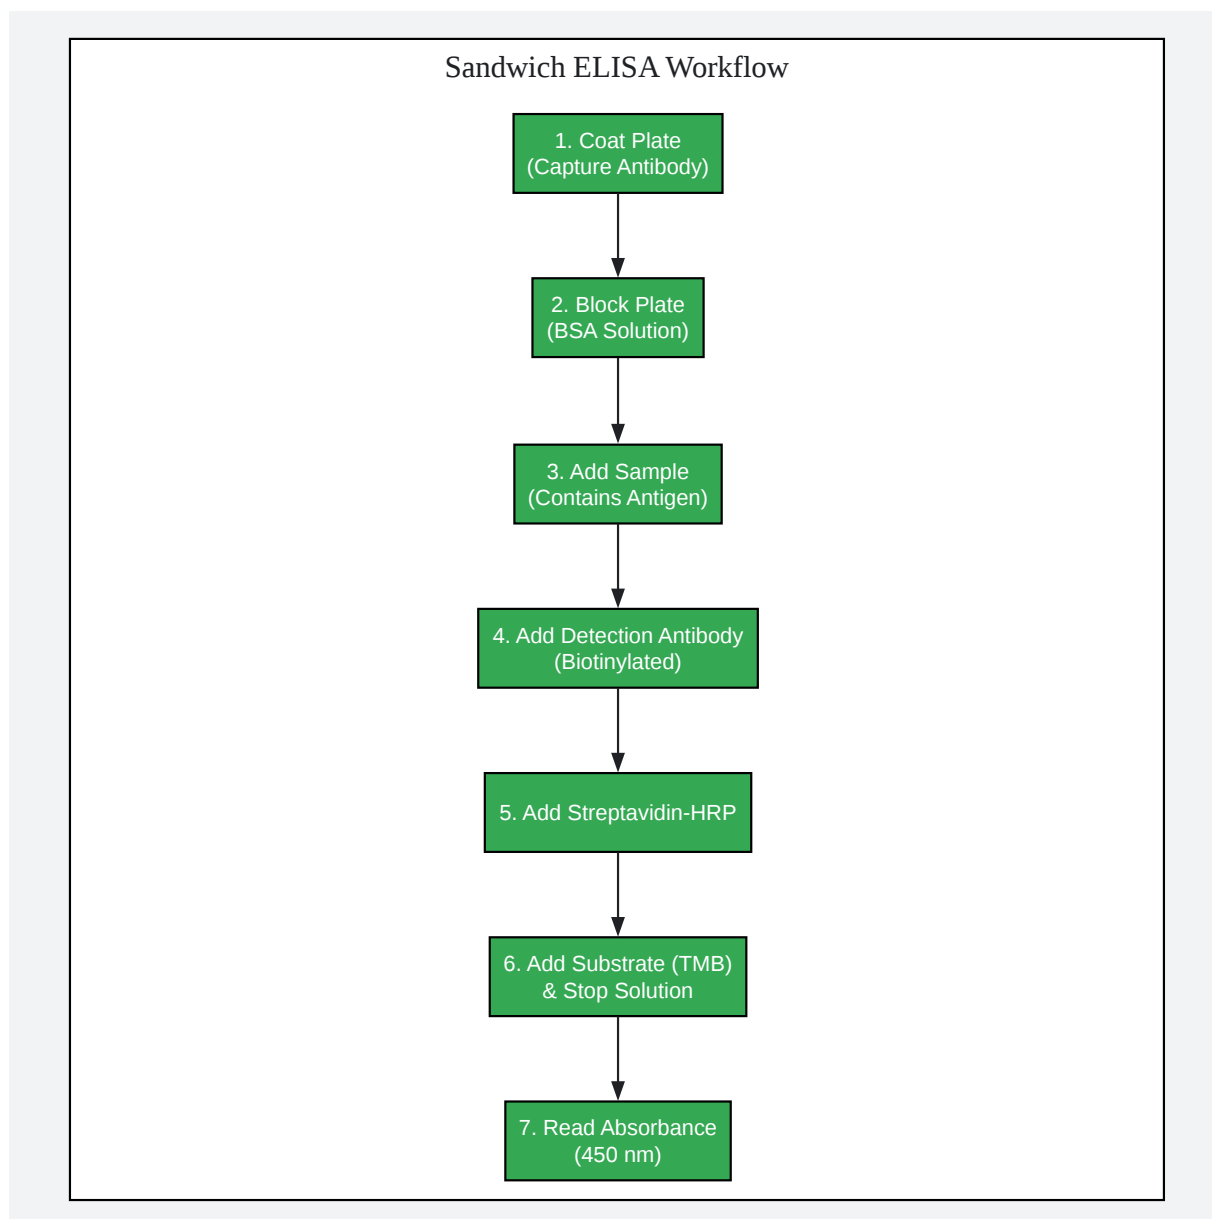 Sandwich ELISA Workflow
1. Coat Plate
(Capture Antibody)
2. Block Plate
(BSA Solution)
3. Add Sample
(Contains Antigen)
4. Add Detection Antibody
(Biotinylated)
5. Add Streptavidin-HRP
6. Add Substrate (TMB)
& Stop Solution
7. Read Absorbance
(450 nm)